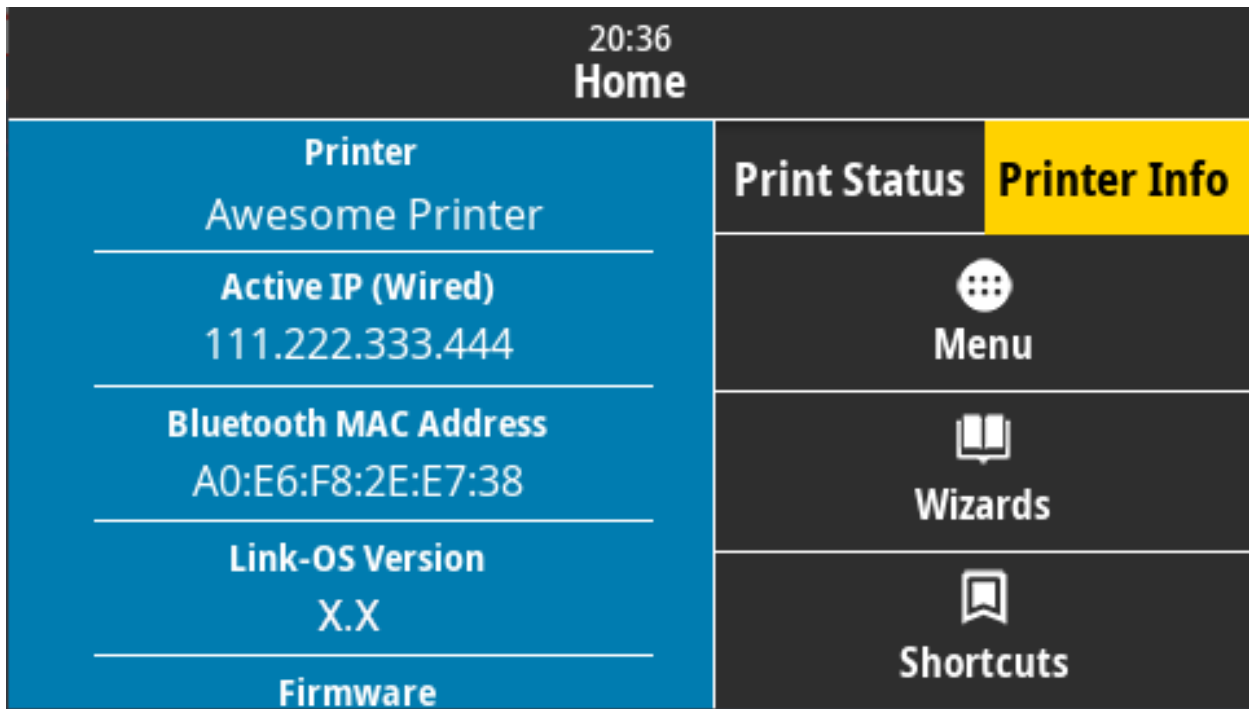 20:36
Home
Printer
Awesome Printer
Active IP (Wired)
111.222.333.444
Bluetooth MAC Address
A0:E6:F8:2E:E7:38
Link-OS Version
X.X
Firmware
Print Status
Printer Info
Menu
Wizards
Shortcuts